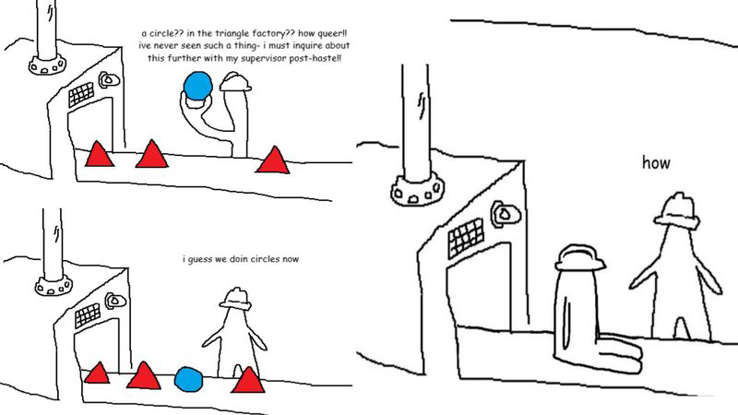 a circle?? in the triangle factory?? how queer!!
ive never seen such a thing- i must inquire about
this further with my supervisor post-haste!!
i guess we doin circles now
how